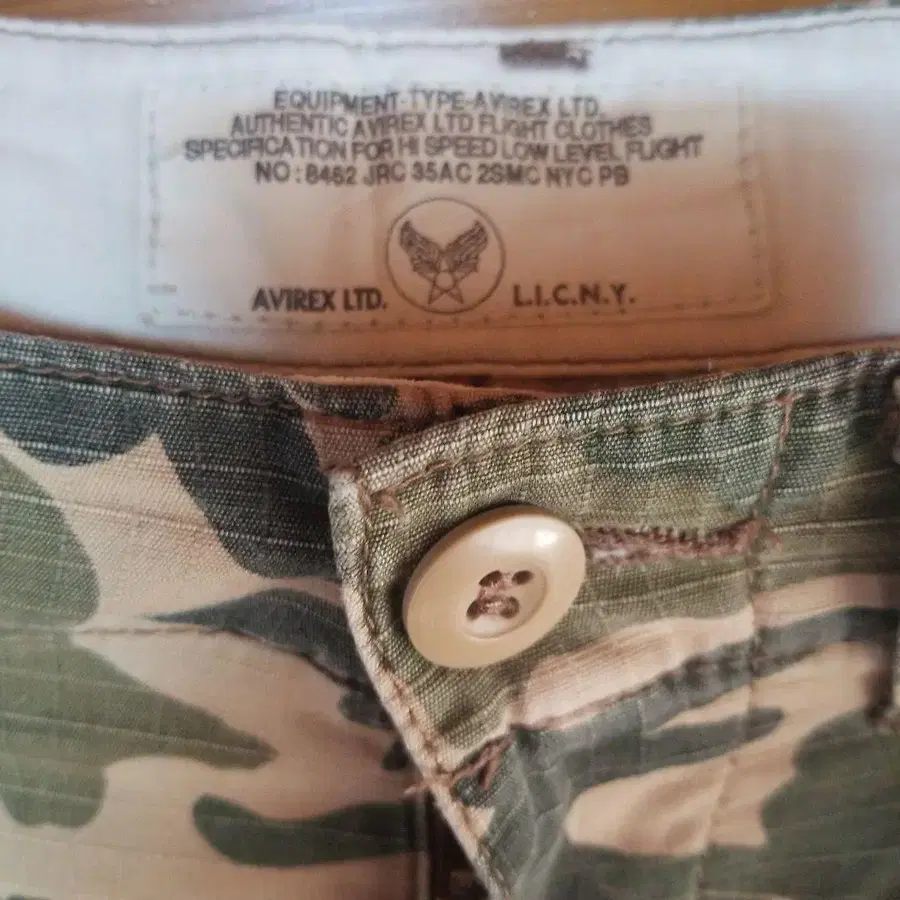 EQUIPMENT-TYPE-AVIREX LTD.
AUTHENTIC AVIREX LTD FLIGHT CLOTHES
SPECIFICATION FOR HI SPEED LOW LEVEL FLIGHT
NO:8462 JRC 35AC 2SMC NYC PB
AVIREX LTD. L.I.C.N.Y.